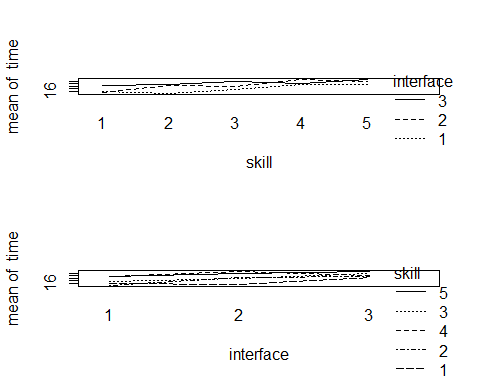 mean of time
16
interface
3
2
1
1 2 3 4 5
skill
mean of time
16
skill
5
3
4
2
1
1 2 3
interface